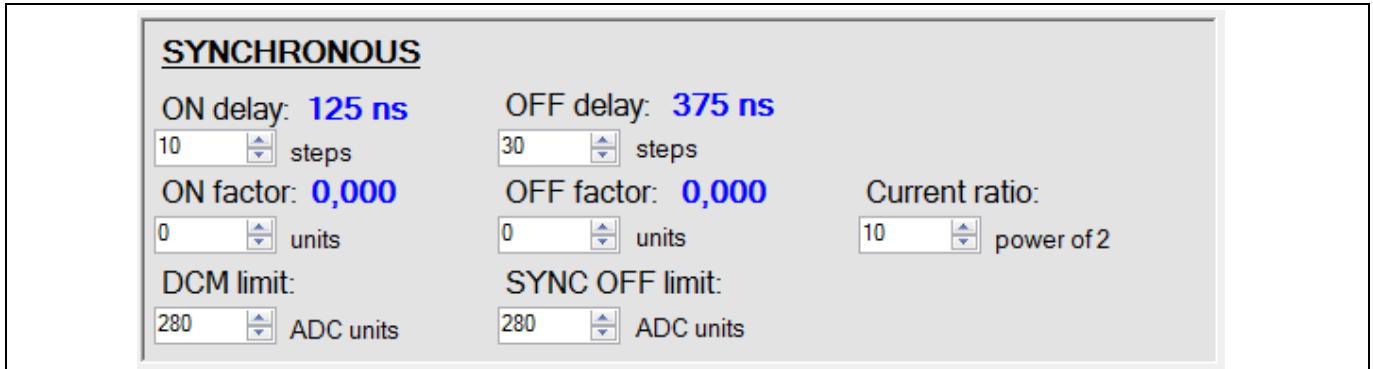 SYNCHRONOUS
ON delay: 125 ns OFF delay: 375 ns
10 steps 30 steps
ON factor: 0,000 OFF factor: 0,000 Current ratio:
0 units 0 units 10 power of 2
DCM limit: SYNC OFF limit:
280 ADC units 280 ADC units